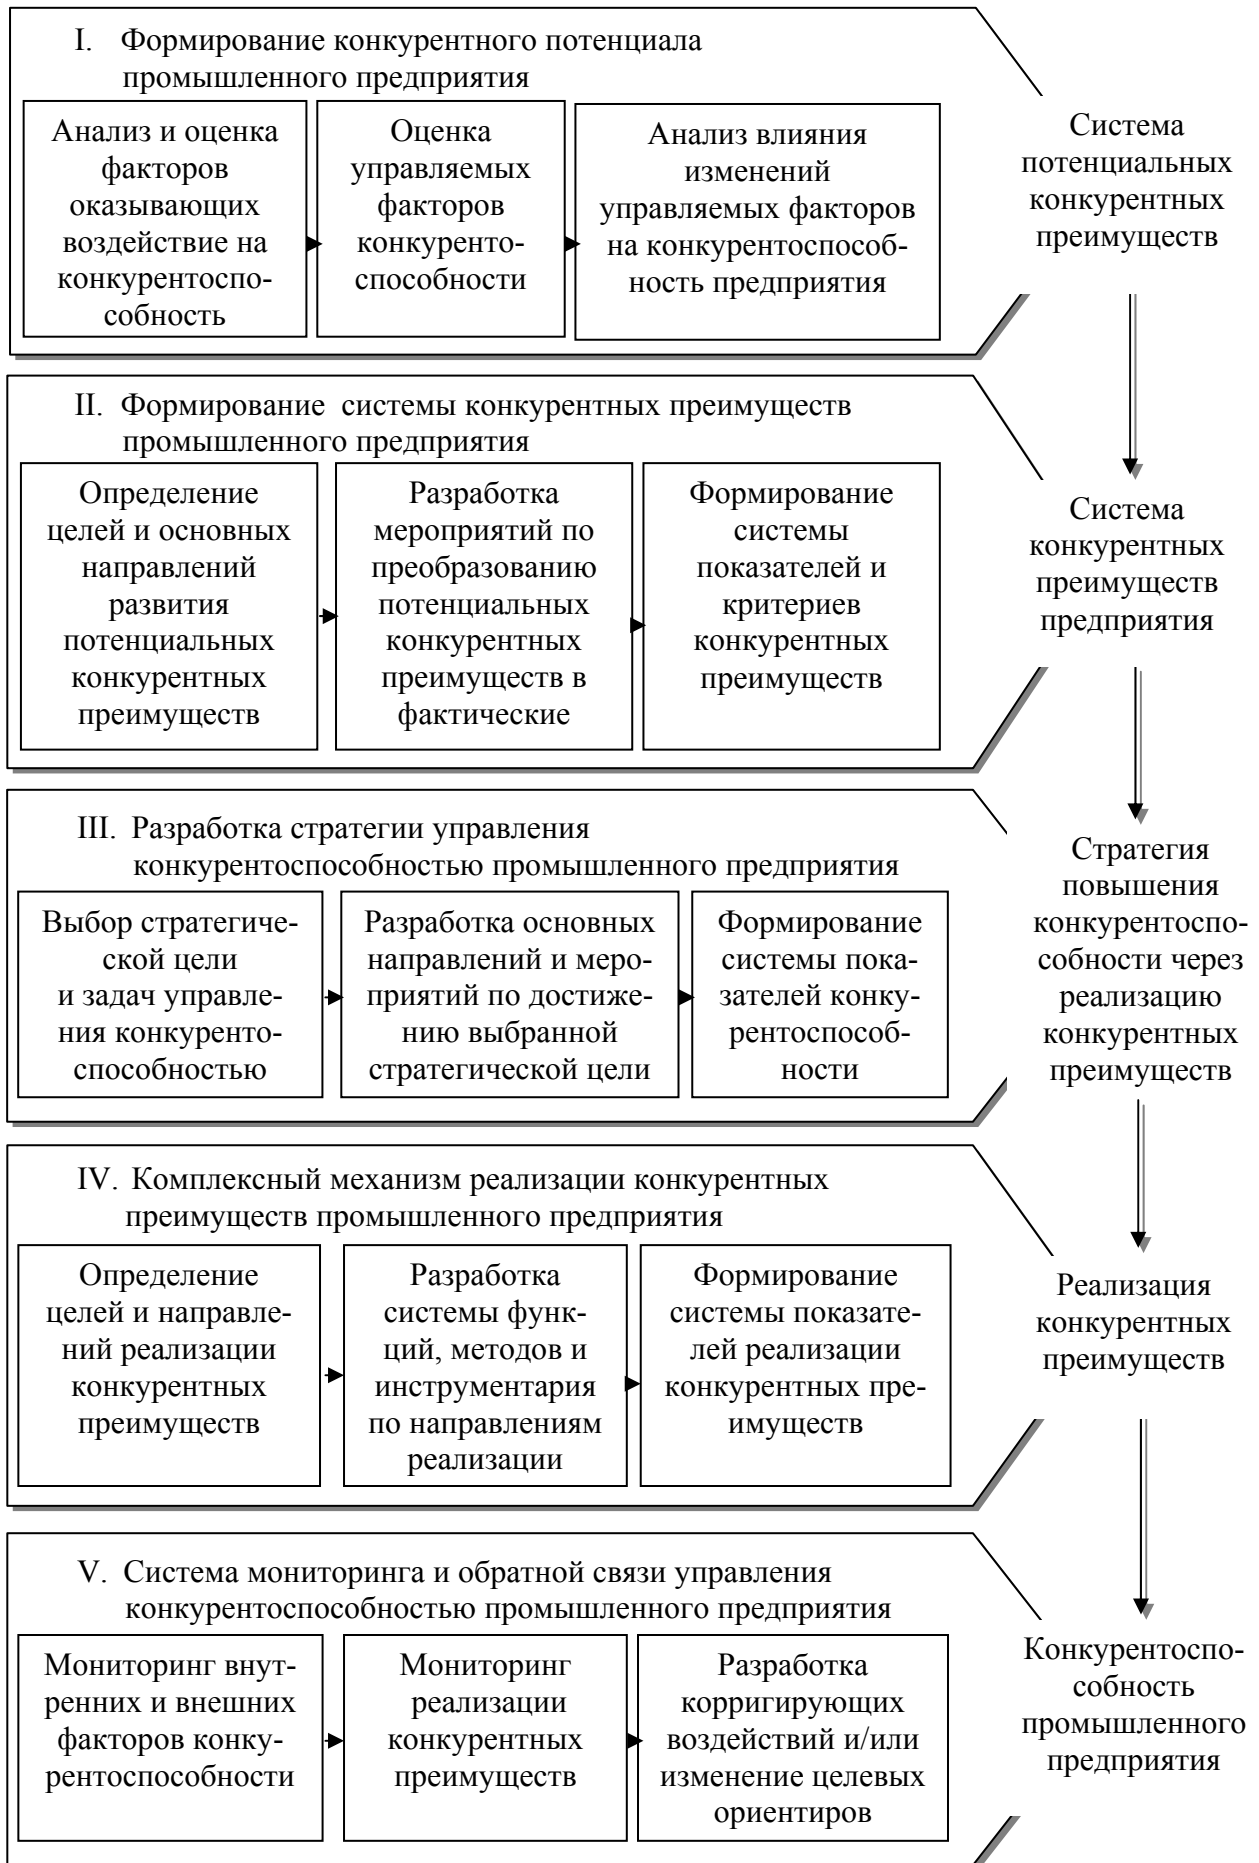 I. Формирование конкурентного потенциала
промышленного предприятия
Анализ и оценка
факторов
оказывающих
воздействие на
конкурентоспо-
собность
Оценка
управляемых
факторов
конкуренто-
способности
Анализ влияния
изменений
управляемых факторов
на конкурентоспособ-
ность предприятия
Система
потенциальных
конкурентных
преимуществ
II. Формирование системы конкурентных преимуществ
промышленного предприятия
Определение
целей и основных
направлений
развития
потенциальных
конкурентных
преимуществ
Разработка
мероприятий по
преобразованию
потенциальных
конкурентных
преимуществ в
фактические
Формирование
системы
показателей и
критериев
конкурентных
преимуществ
Система
конкурентных
преимуществ
предприятия
III. Разработка стратегии управления
конкурентоспособностью промышленного предприятия
Выбор стратегиче-
ской цели
и задач управле-
ния конкуренто-
способностью
Разработка основных
направлений и меро-
приятий по достиже-
нию выбранной
стратегической цели
Формирование
системы пока-
зателей конку-
рентоспособ-
ности
Стратегия
повышения
конкурентоспо-
собности через
реализацию
конкурентных
преимуществ
IV. Комплексный механизм реализации конкурентных
преимуществ промышленного предприятия
Определение
целей и направле-
ний реализации
конкурентных
преимуществ
Разработка
системы функ-
ций, методов и
инструментария
по направлениям
реализации
Формирование
системы показате-
лей реализации
конкурентных пре-
имуществ
Реализация
конкурентных
преимуществ
V. Система мониторинга и обратной связи управления
конкурентоспособностью промышленного предприятия
Мониторинг внут-
ренних и внешних
факторов конку-
рентоспособности
Мониторинг
реализации
конкурентных
преимуществ
Разработка
корригирующих
воздействий и/или
изменение целевых
ориентиров
Конкурентоспо-
собность
промышленного
предприятия